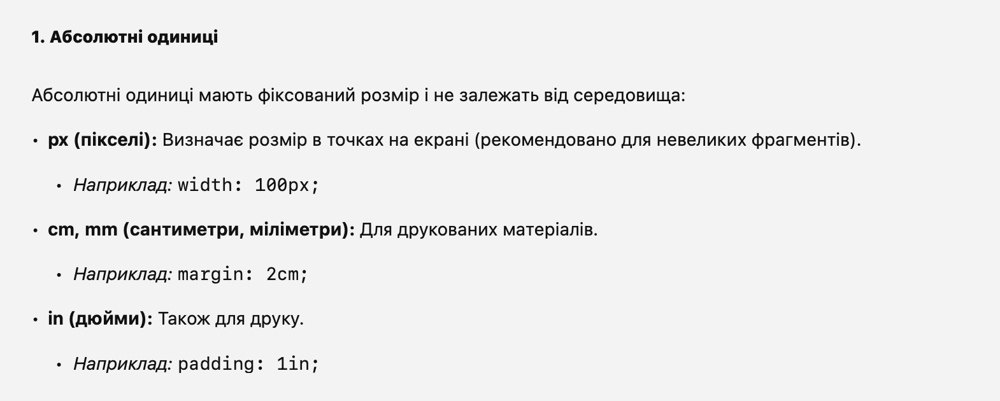 1. Абсолютні одиниці
Абсолютні одиниці мають фіксований розмір і не залежать від середовища:
• px (пікселі): Визначає розмір в точках на екрані (рекомендовано для невеликих фрагментів).
• Наприклад: width: 100px;
• cm, mm (сантиметри, міліметри): Для друкованих матеріалів.
• Наприклад: margin: 2cm;
• in (дюйми): Також для друку.
• Наприклад: padding: 1in;